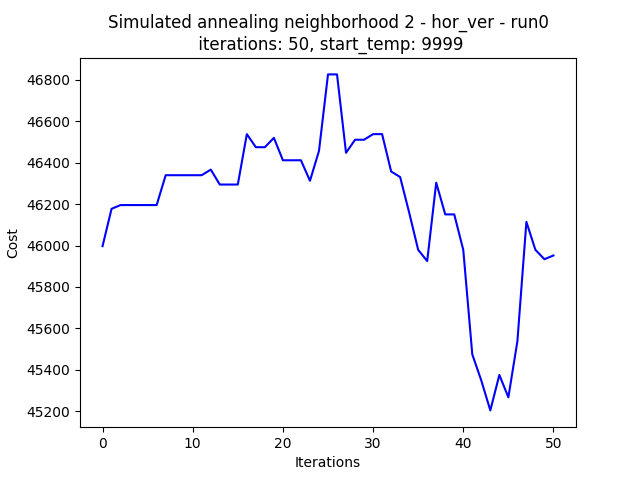 Simulated annealing neighborhood 2 - hor_ver - run0
iterations: 50, start_temp: 9999
46800
46600
46400
46200
46000
45800
45600
45400
45200
Cost
0 10 20 30 40 50
Iterations